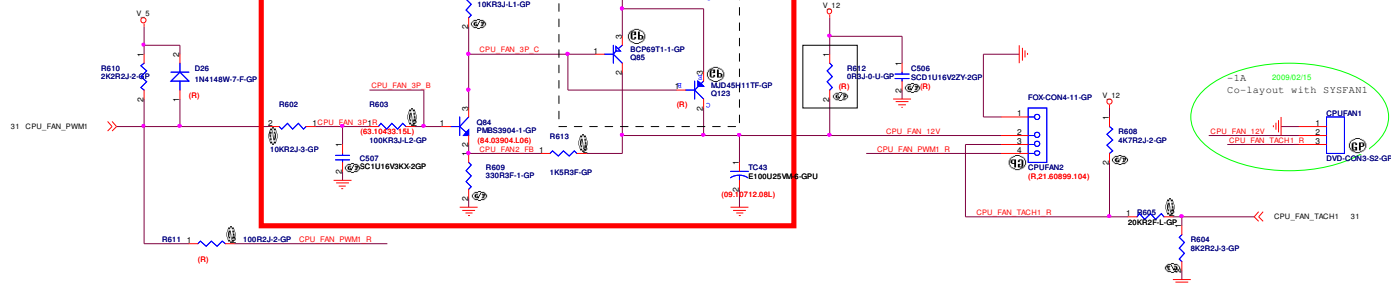 10KR3J-L1-GP
V_5
V_12
CPU_FAN_3P_C
BCP69T1-1-GP
Q85
R610
2K2R2J-2-GP
D26
1N4148W-7-F-GP
(R)
MJD45H11TF-GP
Q123
(R)
R612
0R3J-0-U-GP
(R)
C506
SCD1U16V2ZY-2GP
(R)
-1A 2009/02/15
Co-layout with SYSFAN1
CPU_FAN_3P_B
FOX-CON4-11-GP
V_12
CPUFAN1
R602
CPU_FAN_3P_R
R603
(63.10433.15L)
100KR3J-L2-GP
Q84
PMBS3904-1-GP
(84.03904.L06)
31 CPU_FAN_PWM1
10KR2J-3-GP
R613
CPU_FAN_12V
R608
4K7R2J-2-GP
CPU_FAN_12V
CPU_FAN_TACH1_R
C507
SC1U16V3KX-2GP
CPU_FAN2_FB
1K5R3F-GP
CPU_FAN_PWM1_R
DVD-CON3-S2-GP
R609
330R3F-1-GP
TC43
E100U25VM-6-GPU
(09.10712.08L)
CPUFAN2
(R,21.60899.104)
CPU_FAN_TACH1_R
R605
20KR2F-L-GP
CPU_FAN_TACH1 31
R611
100R2J-2-GP
CPU_FAN_PWM1_R
(R)
R604
8K2R2J-3-GP